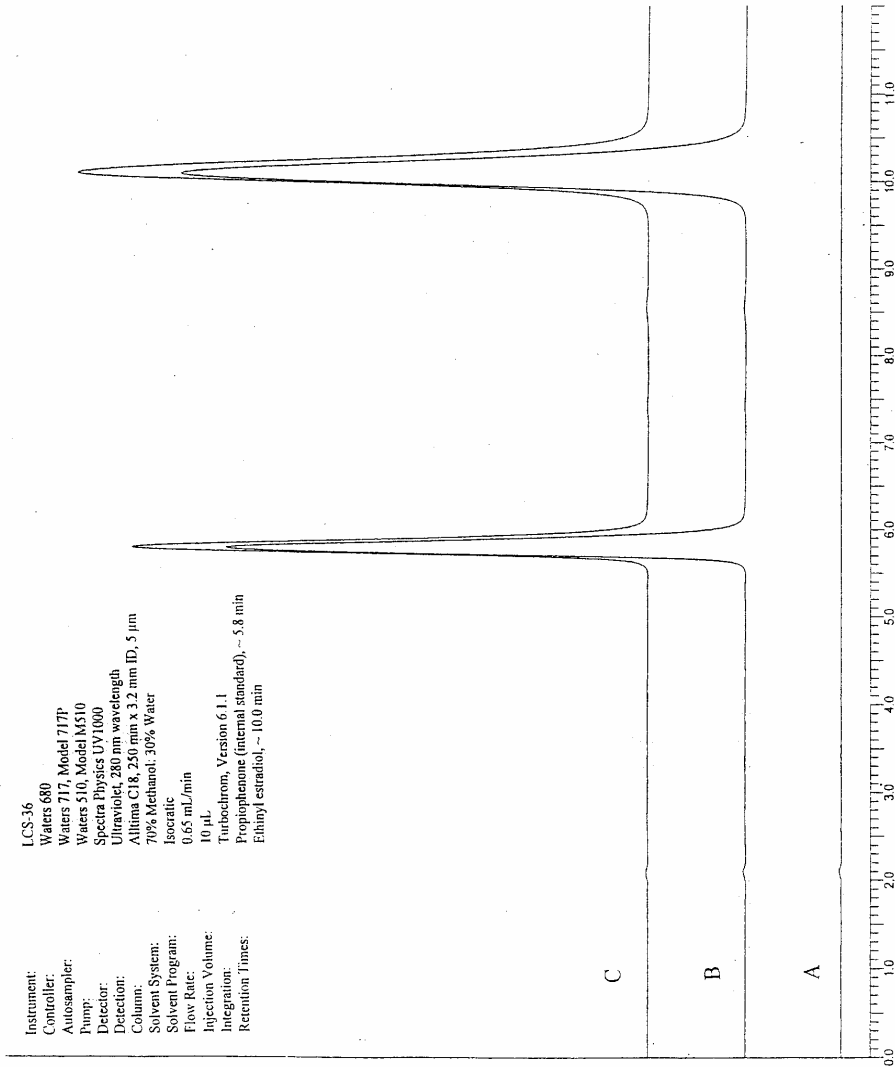 Instrument: LCS-36
Controller: Waters 680
Autosampler: Waters 717, Model 717P
Pump: Waters 510, Model M510
Detector: Spectra Physics UV1000
Detection: Ultraviolet, 280 nm wavelength
Column: Alltima C18, 250 mm x 3.2 mm ID, 5 µm
Solvent System: 70% Methanol: 30% Water
Solvent Program: Isocratic
Flow Rate: 0.65 mL/min
Injection Volume: 10 µL
Integration: Turbochrom, Version 6.1.1
Retention Times: Propiophenone (internal standard), ~ 5.8 min
Ethinyl estradiol, ~ 10.0 min
C
B
A
0.0 1.0 2.0 3.0 4.0 5.0 6.0 7.0 8.0 9.0 10.0 11.0